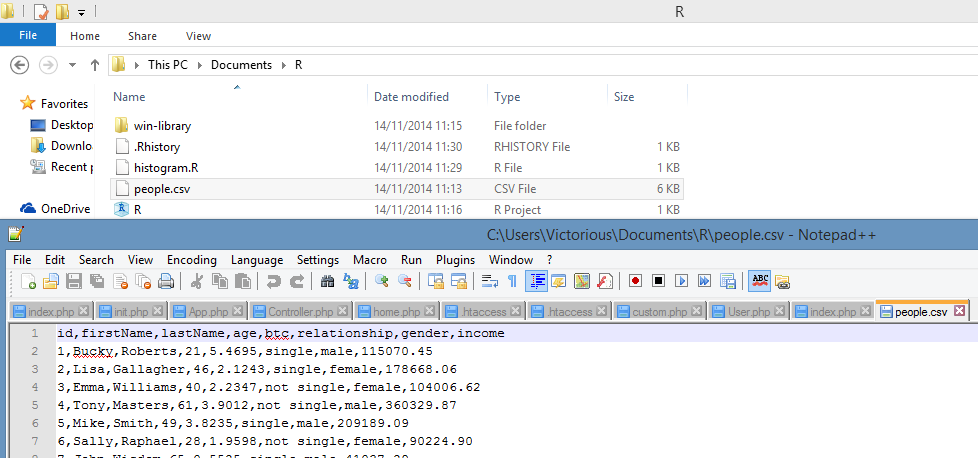 R
File Home Share View
This PC Documents R
Name Date modified Type Size
Favorites
Desktop
Downlo
Recent p
OneDrive
win-library 14/11/2014 11:15 File folder
.Rhistory 14/11/2014 11:30 RHISTORY File 1 KB
histogram.R 14/11/2014 11:29 R File 1 KB
people.csv 14/11/2014 11:13 CSV File 6 KB
R 14/11/2014 11:16 R Project 1 KB
C:\Users\Victorious\Documents\R\people.csv - Notepad++
File Edit Search View Encoding Language Settings Macro Run Plugins Window ?
ABC
index.php init.php App.php Controller.php home.php .htaccess .htaccess custom.php User.php index.php people.csv
1 id,firstName,lastName,age,btc,relationship,gender,income
2 1,Bucky,Roberts,21,5.4695,single,male,115070.45
3 2,Lisa,Gallagher,46,2.1243,single,female,178668.06
4 3,Emma,Williams,40,2.2347,not single,female,104006.62
5 4,Tony,Masters,61,3.9012,not single,male,360329.87
6 5,Mike,Smith,49,3.8235,single,male,209189.09
7 6,Sally,Raphael,28,1.9598,not single,female,90224.90